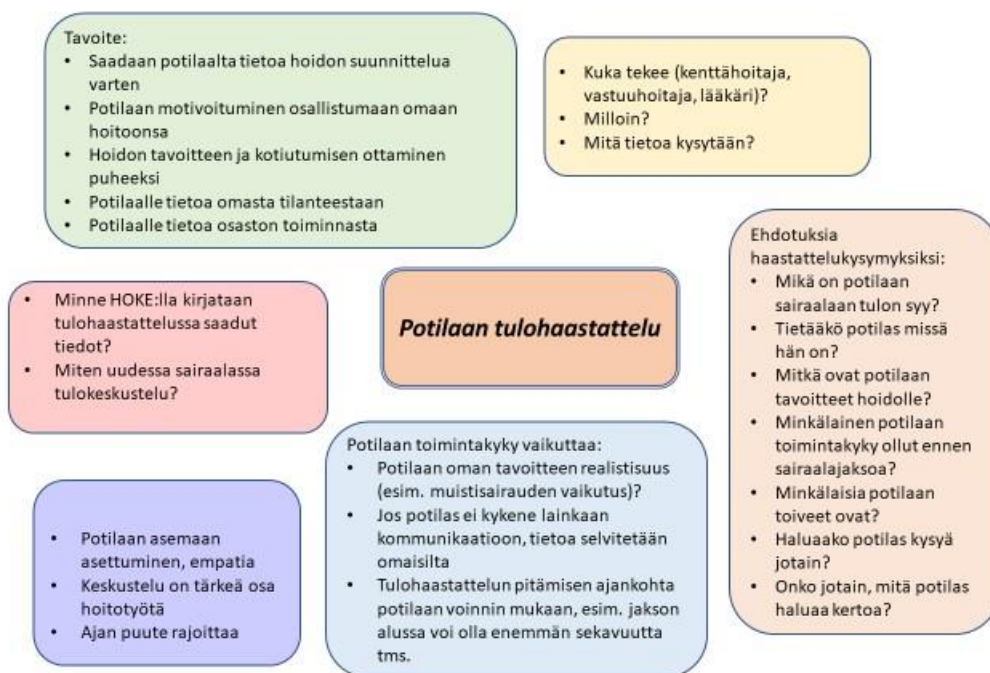 Tavoite:
• Saadaan potilaalta tietoa hoidon suunnittelua
varten
• Potilaan motivoituminen osallistumaan omaan
hoitoonsa
• Hoidon tavoitteen ja kotiutumisen ottaminen
puheeksi
• Potilaalle tietoa omasta tilanteestaan
• Potilaalle tietoa osaston toiminnasta
• Kuka tekee (kenttähoitaja,
vastuuhoitaja, lääkäri)?
• Milloin?
• Mitä tietoa kysytään?
• Minne HOKE:lla kirjataan
tulohaastattelussa saadut
tiedot?
• Miten uudessa sairaalassa
tulokeskustelu?
Potilaan tulohaastattelu
Ehdotuksia
haastattelukysymyksiksi:
• Mikä on potilaan
sairaalaan tulon syy?
• Tietääkö potilas missä
hän on?
• Mitkä ovat potilaan
tavoitteet hoidolle?
• Minkälainen potilaan
toimintakyky ollut ennen
sairaalajaksoa?
• Minkälaisia potilaan
toiveet ovat?
• Haluaako potilas kysyä
jotain?
• Onko jotain, mitä potilas
haluaa kertoa?
• Potilaan asemaan
asettuminen, empatia
• Keskustelu on tärkeä osa
hoitotyötä
• Ajan puute rajoittaa
Potilaan toimintakyky vaikuttaa:
• Potilaan oman tavoitteen realistisuus
(esim. muistisairauden vaikutus)?
• Jos potilas ei kykene lainkaan
kommunikaatioon, tietoa selvitetään
omaisilta
• Tulohaastattelun pitämisen ajankohta
potilaan voinnin mukaan, esim. jakson
alussa voi olla enemmän sekavuutta
tms.